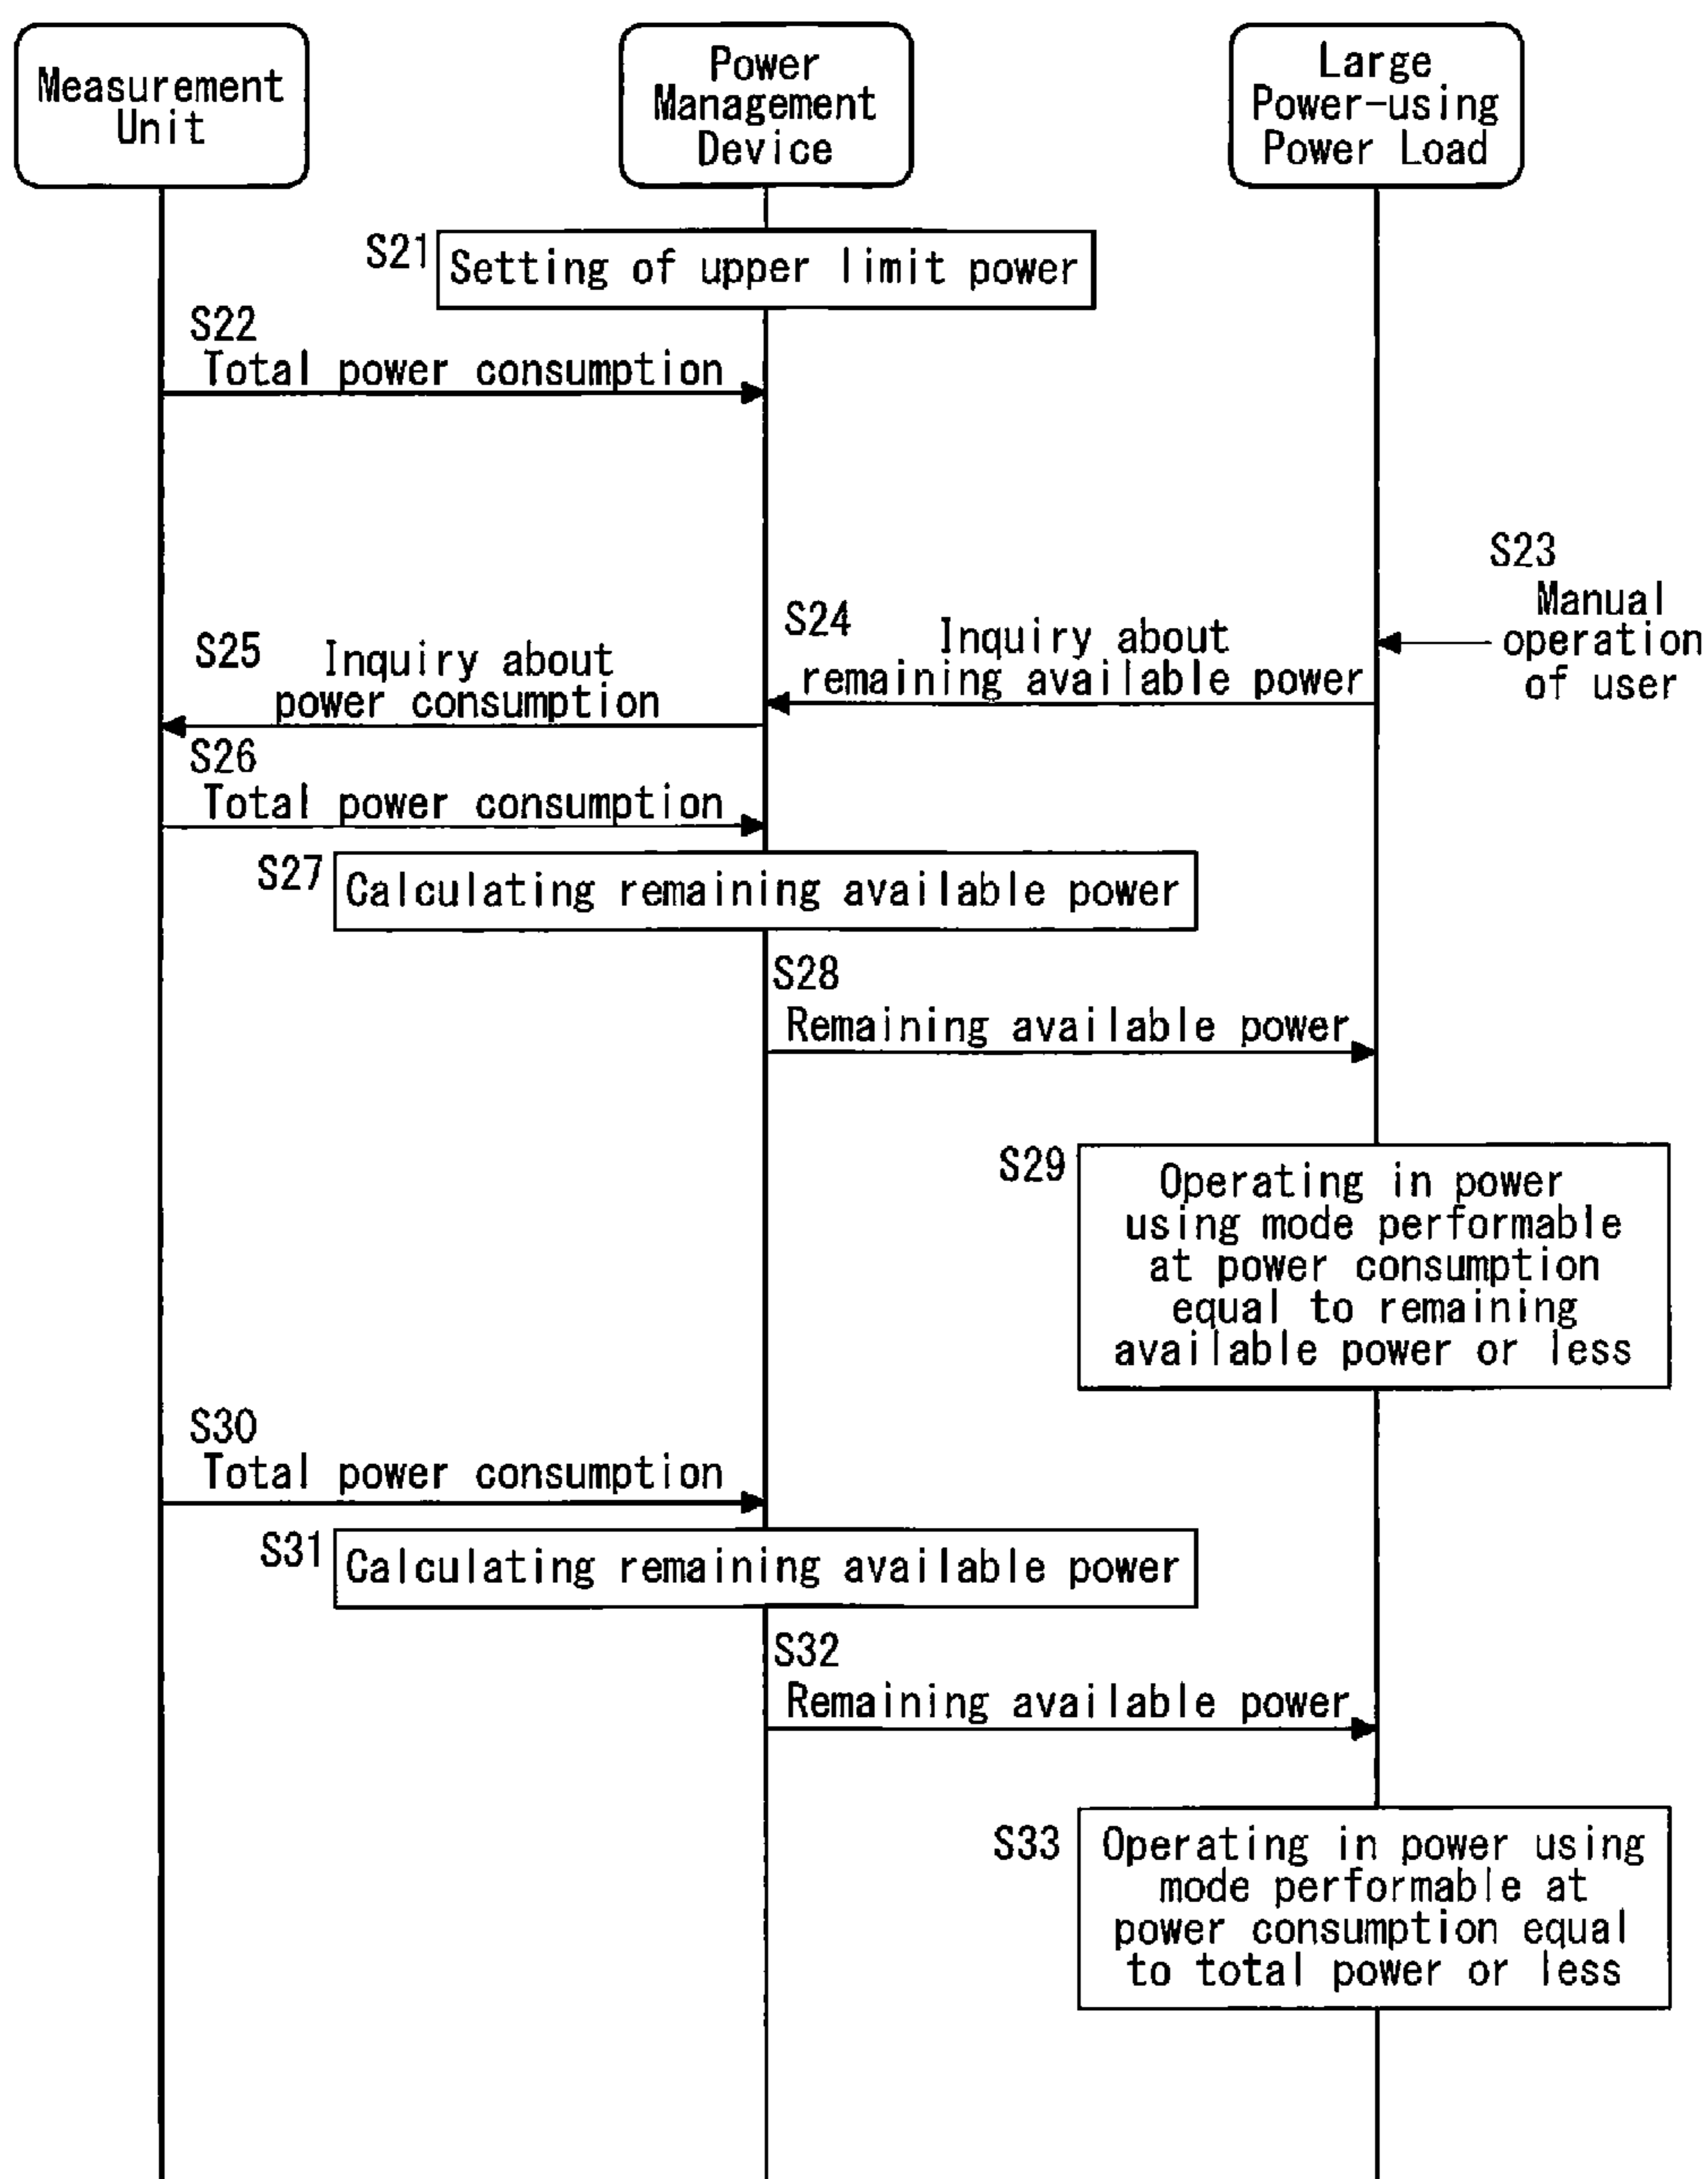 Measurement
Unit
Power
Management
Device
Large
Power-using
Power Load
S21
Setting of upper limit power
S22
Total power consumption
S23
Manual
operation
of user
S24
Inquiry about
remaining available power
S25
Inquiry about
power consumption
S26
Total power consumption
S27
Calculating remaining available power
S28
Remaining available power
S29
Operating in power
using mode performable
at power consumption
equal to remaining
available power or less
S30
Total power consumption
S31
Calculating remaining available power
S32
Remaining available power
S33
Operating in power using
mode performable at
power consumption equal
to total power or less